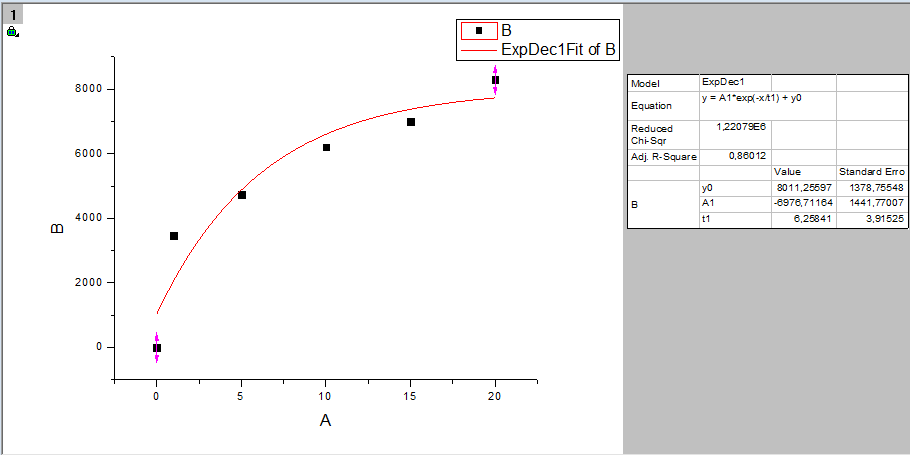 1
B
ExpDec1Fit of B
8000
6000
4000
2000
0
B
0
5
10
15
20
A
Model ExpDec1
Equation y = A1*exp(-x/t1) + y0
Reduced Chi-Sqr 1,22079E6
Adj. R-Square 0,86012
Value Standard Erro
B y0 8011,25597 1378,75548
A1 -6976,71164 1441,77007
t1 6,25841 3,91525